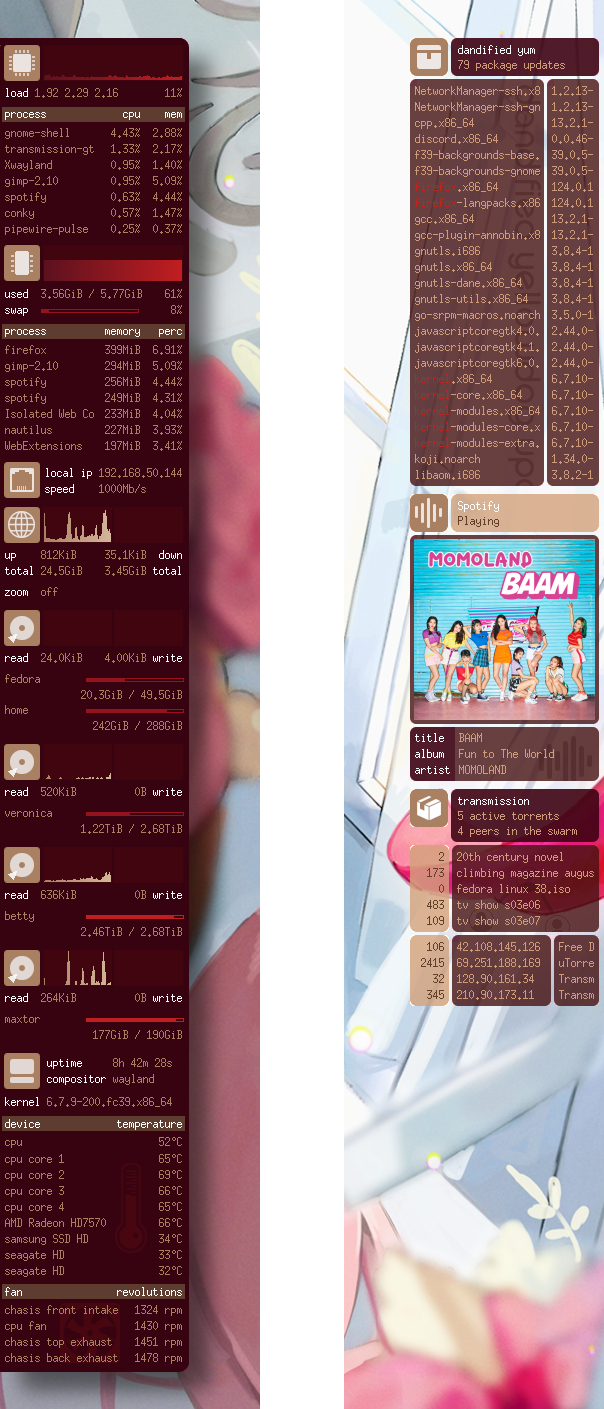 load 1.92 2.29 2.16 11%
process cpu mem
gnome-shell 4.43% 2.88%
transmission-gt 1.33% 2.17%
Xwayland 0.95% 1.40%
gimp-2.10 0.95% 5.09%
spotify 0.63% 4.44%
conky 0.57% 1.47%
pipewire-pulse 0.25% 0.37%
used 3.56GiB / 5.77GiB 61%
swap 8%
process memory perc
firefox 399MiB 6.91%
gimp-2.10 294MiB 5.09%
spotify 256MiB 4.44%
spotify 249MiB 4.31%
Isolated Web Co 233MiB 4.04%
nautilus 227MiB 3.93%
WebExtensions 197MiB 3.41%
local ip 192.168.50.144
speed 1000Mb/s
up 812KiB 35.1KiB down
total 24.5GiB 3.45GiB total
zoom off
read 24.0KiB 4.00KiB write
fedora
20.3GiB / 49.5GiB
home
242GiB / 288GiB
read 520KiB 0B write
veronica
1.22TiB / 2.68TiB
read 636KiB 0B write
betty
2.46TiB / 2.68TiB
read 264KiB 0B write
maxtor
177GiB / 190GiB
uptime 8h 42m 28s
compositor wayland
kernel 6.7.9-200.fc39.x86_64
device temperature
cpu 52°C
cpu core 1 65°C
cpu core 2 69°C
cpu core 3 66°C
cpu core 4 65°C
AMD Radeon HD7570 66°C
samsung SSD HD 34°C
seagate HD 33°C
seagate HD 32°C
fan revolutions
chasis front intake 1324 rpm
cpu fan 1430 rpm
chasis top exhaust 1451 rpm
chasis back exhaust 1478 rpm
dandified yum
79 package updates
NetworkManager-ssh.x8 1.2.13-
NetworkManager-ssh-gn 1.2.13-
cpp.x86_64 13.2.1-
discord.x86_64 0.0.46-
f39-backgrounds-base. 39.0.5-
f39-backgrounds-gnome 39.0.5-
firefox.x86_64 124.0.1
firefox-langpacks.x86 124.0.1
gcc.x86_64 13.2.1-
gcc-plugin-annobin.x8 13.2.1-
gnutls.i686 3.8.4-1
gnutls.x86_64 3.8.4-1
gnutls-dane.x86_64 3.8.4-1
gnutls-utils.x86_64 3.8.4-1
go-srpm-macros.noarch 3.5.0-1
javascriptcoregtk4.0. 2.44.0-
javascriptcoregtk4.1. 2.44.0-
javascriptcoregtk6.0. 2.44.0-
kernel.x86_64 6.7.10-
kernel-core.x86_64 6.7.10-
kernel-modules.x86_64 6.7.10-
kernel-modules-core.x 6.7.10-
kernel-modules-extra. 6.7.10-
koji.noarch 1.34.0-
libaom.i686 3.8.2-1
Spotify
Playing
MOMOLAND
BAAM
title BAAM
album Fun to The World
artist MOMOLAND
transmission
5 active torrents
4 peers in the swarm
2 20th century novel
173 climbing magazine augus
0 fedora linux 38.iso
483 tv show s03e06
109 tv show s03e07
106 42.108.145.126 Free D
2415 69.251.188.169 uTorre
32 128.90.161.34 Transm
345 210.90.173.11 Transm